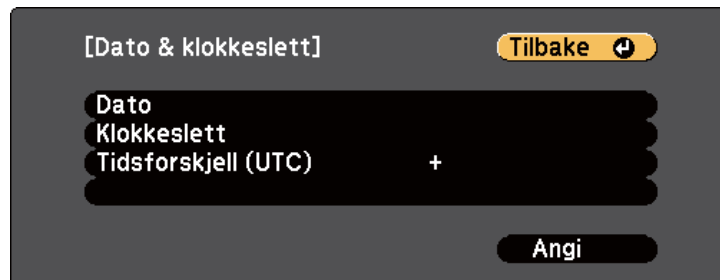 [Dato & klokkeslett] Tilbake
Dato
Klokkeslett
Tidsforskjell (UTC) +
Angi